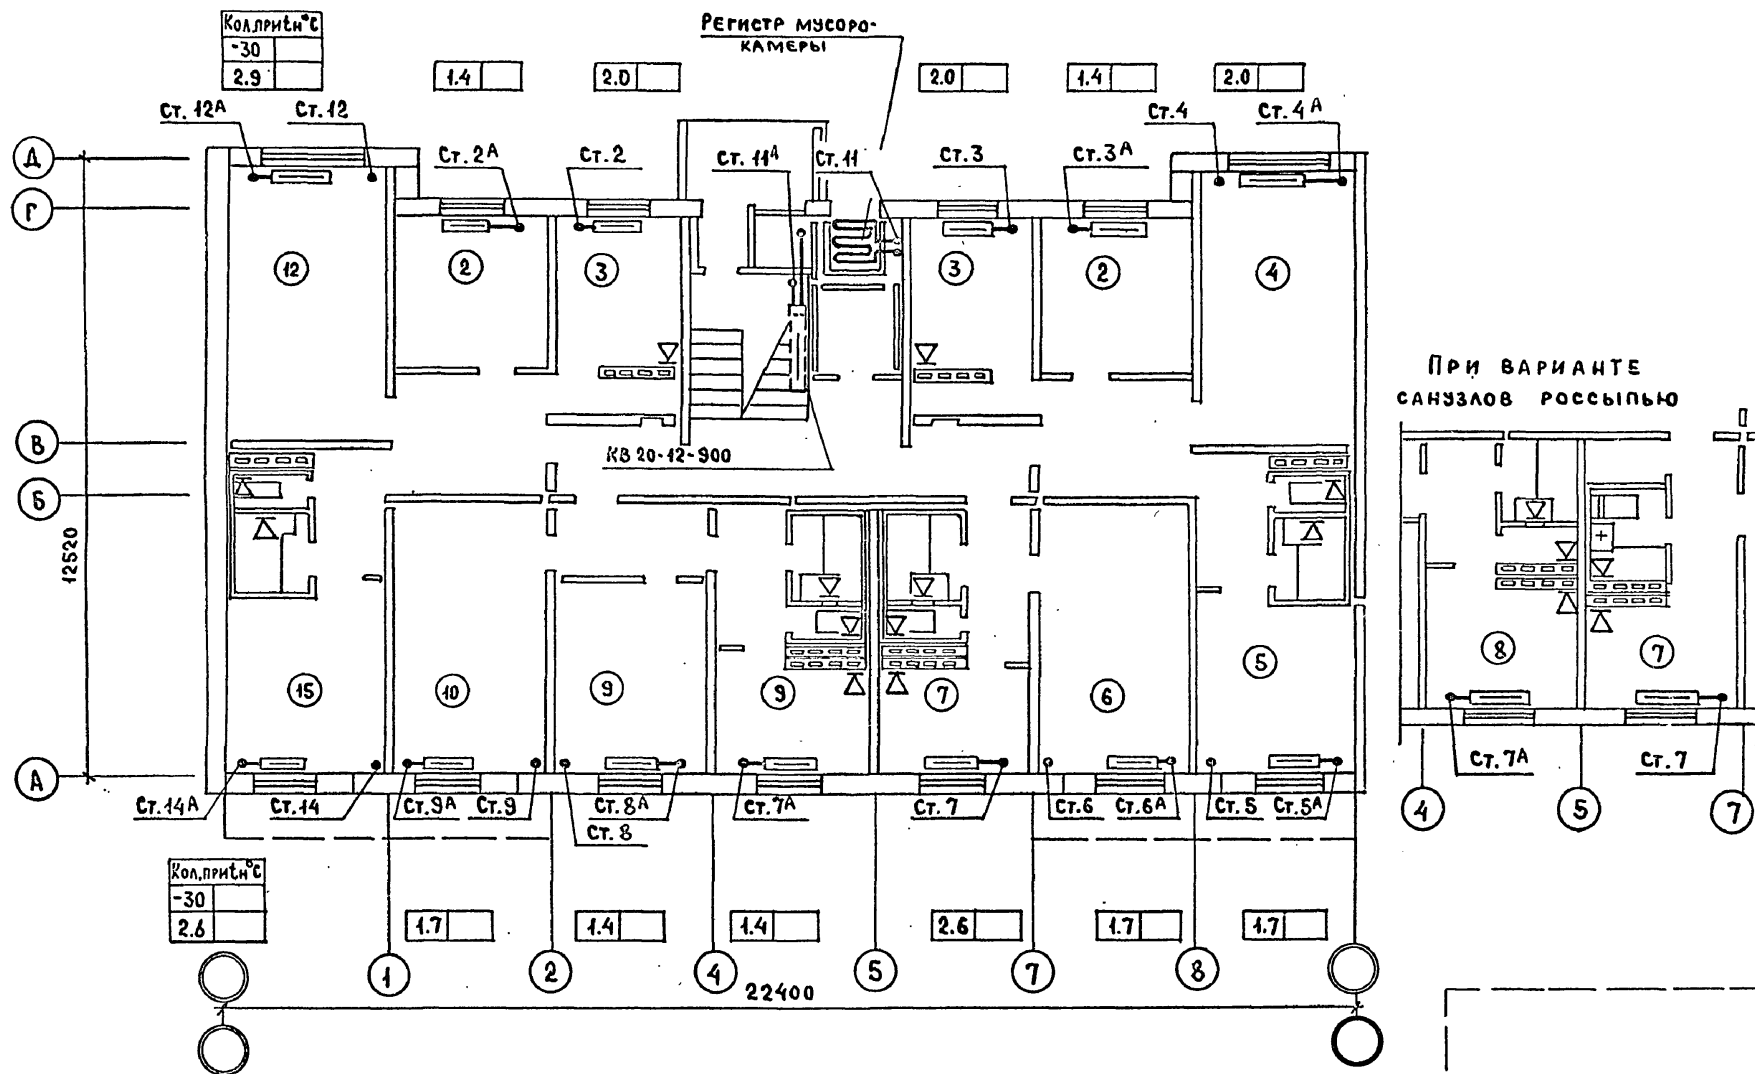 Кол.при tн°С
-30
2.9
РЕГИСТР МУСОРО-
КАМЕРЫ
1.4
2.0
2.0
1.4
2.0
Ст. 12А
Ст. 12
Ст. 2А
Ст. 2
Ст. 11А
Ст. 11
Ст. 3
Ст. 3А
Ст. 4
Ст. 4А
Д
Г
12
2
3
3
2
4
ПРИ ВАРИАНТЕ
САНУЗЛОВ РОССЫПЬЮ
В
КВ 20-12-900
Б
12520
15
10
9
9
7
6
5
8
7
А
Ст. 14А
Ст. 14
Ст. 9А
Ст. 9
Ст. 8А
Ст. 8
Ст. 7А
Ст. 7
Ст. 6
Ст. 6А
Ст. 5
Ст. 5А
Ст. 7А
Ст. 7
4
5
7
Кол.при tн°С
-30
2.6
1.7
1.4
1.4
2.6
1.7
1.7
1
2
4
5
7
8
22400